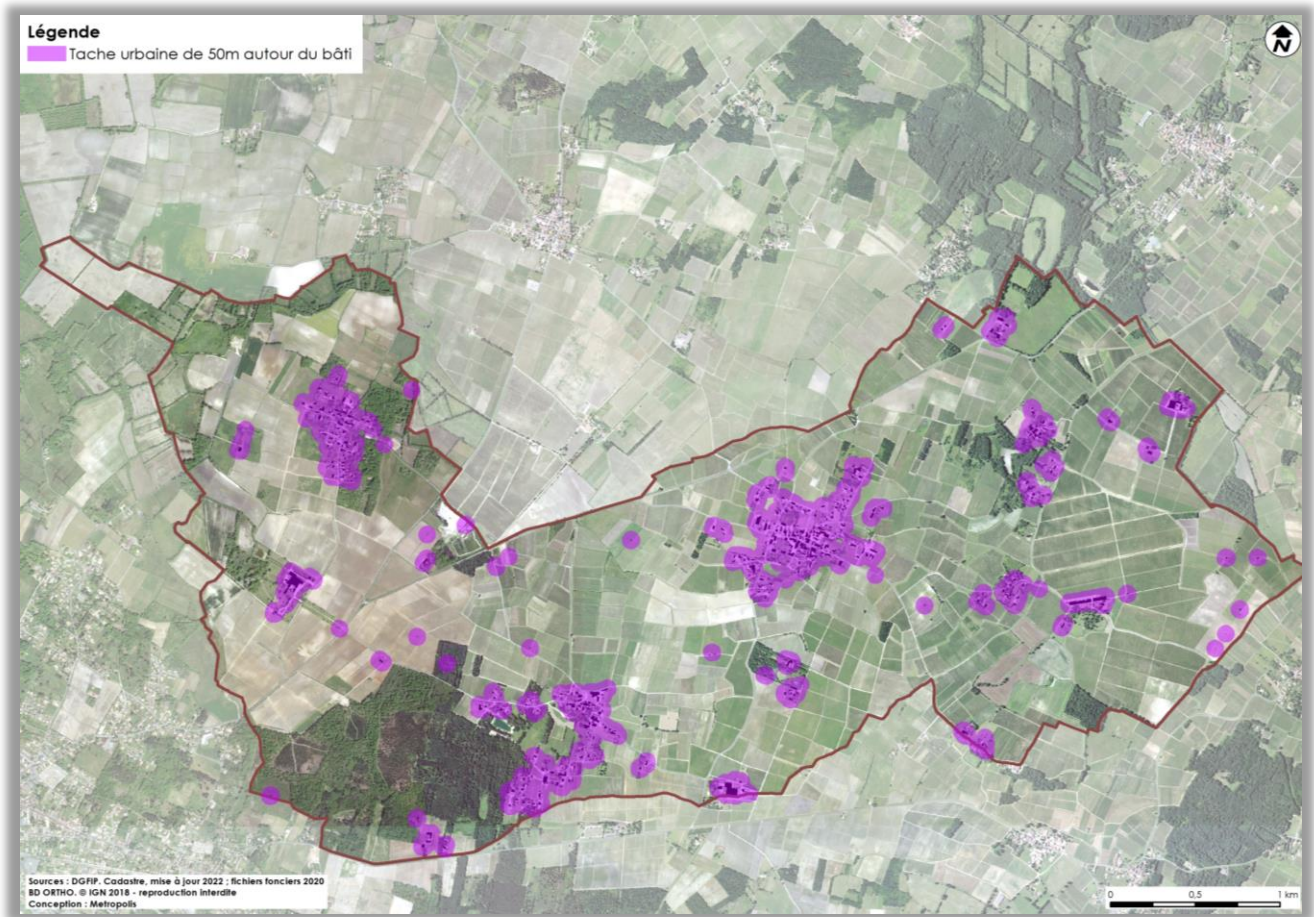 Légende
Tache urbaine de 50m autour du bâti
N
Sources : DGFIP. Cadastre, mise à jour 2022 ; fichiers fonciers 2020
BD ORTHO. © IGN 2018 - reproduction interdite
Conception : Metropolis
0 0,5 1 km